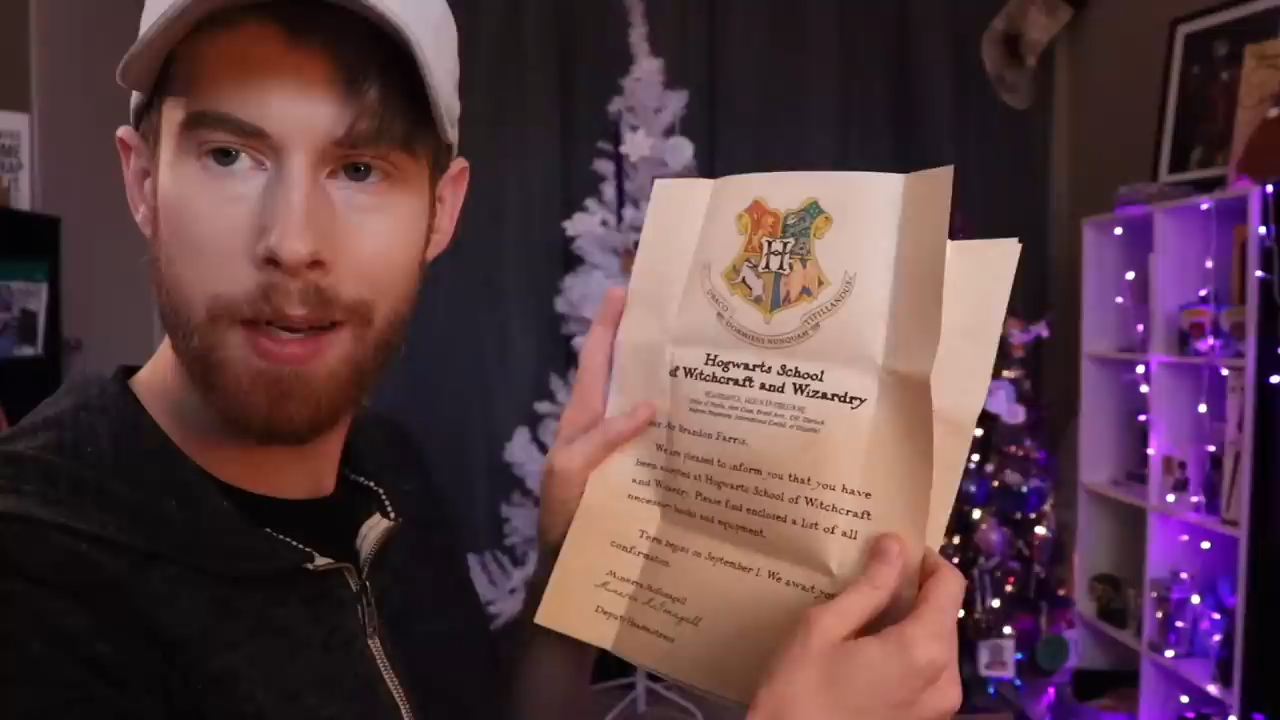 H
DRACO DORMIENS NUNQUAM TITILLANDUS
Hogwarts School
of Witchcraft and Wizardry
Mr Brandon Farris,
We are pleased to inform you that you have
been accepted at Hogwarts School of Witchcraft
and Wizardry. Please find enclosed a list of all
necessary books and equipment.
Term begins on September 1. We await your
confirmation.
Minerva McGonagall
Minerva McGonagall
Deputy Headmistress